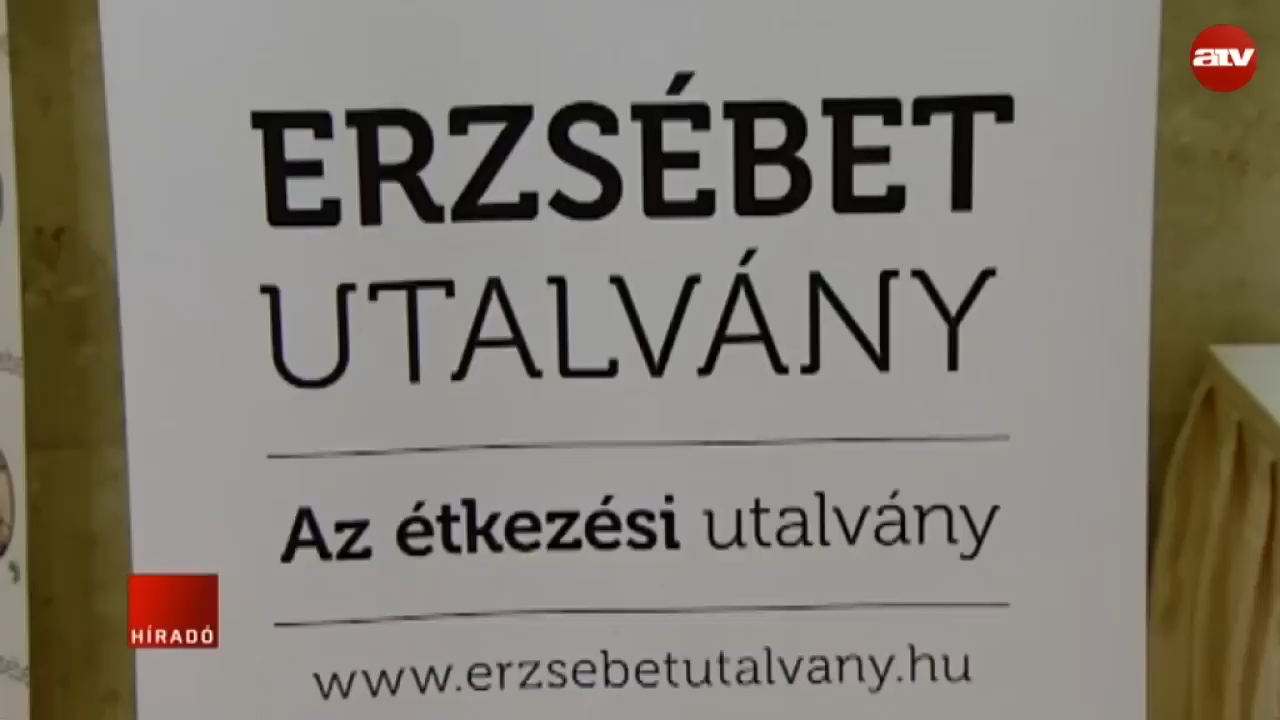 atv
ERZSÉBET
UTALVÁNY
Az étkezési utalvány
HÍRADÓ
www.erzsebetutalvany.hu